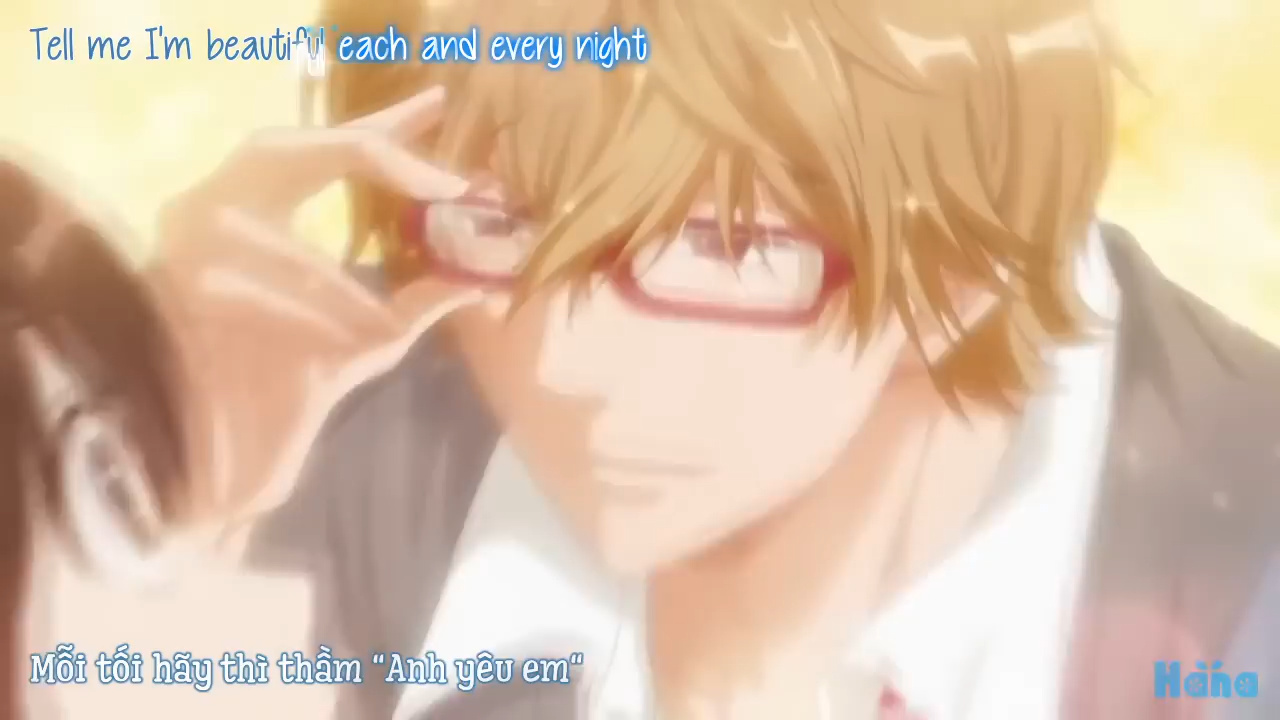 Tell me I'm beautiful each and every night
Mỗi tối hãy thì thầm "Anh yêu em"
Hana